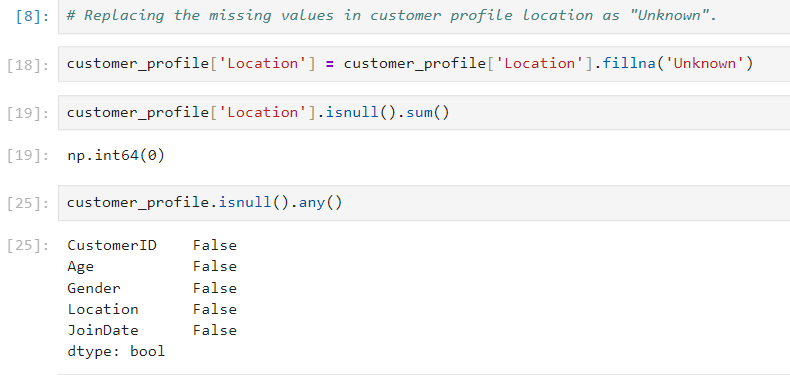 [8]: # Replacing the missing values in customer profile location as "Unknown".
[18]: customer_profile['Location'] = customer_profile['Location'].fillna('Unknown')
[19]: customer_profile['Location'].isnull().sum()
[19]: np.int64(0)
[25]: customer_profile.isnull().any()
[25]: CustomerID    False
Age           False
Gender        False
Location      False
JoinDate      False
dtype: bool